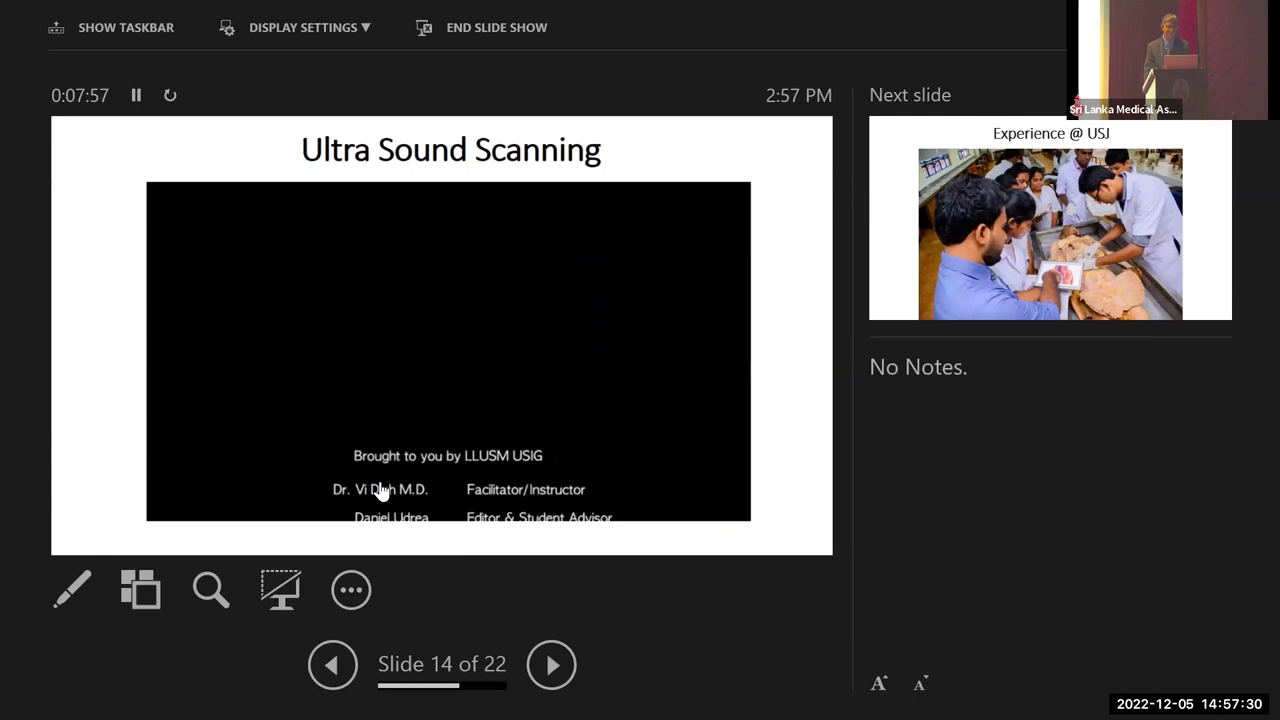 SHOW TASKBAR
DISPLAY SETTINGS ▼
END SLIDE SHOW
Sri Lanka Medical As...
0:07:57
2:57 PM
Next slide
Ultra Sound Scanning
Experience @ USJ
Brought to you by LLUSM USIG
Dr. Vi M.D. Facilitator/Instructor
Daniel Udrea Editor & Student Advisor
No Notes.
Slide 14 of 22
A A
2022-12-05 14:57:30